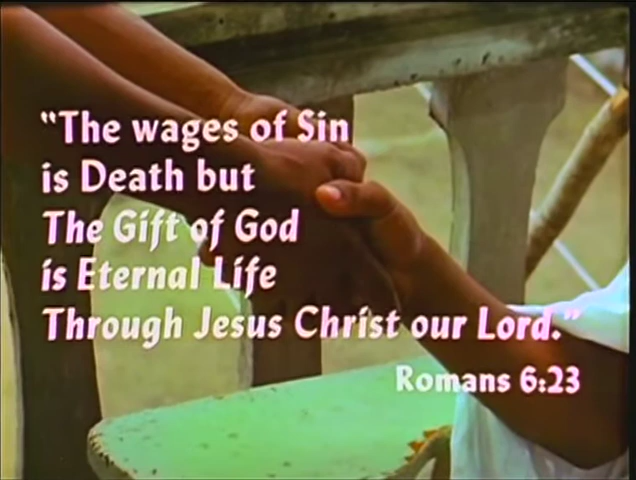 “The wages of Sin
is Death but
The Gift of God
is Eternal Life
Through Jesus Christ our Lord.”
Romans 6:23